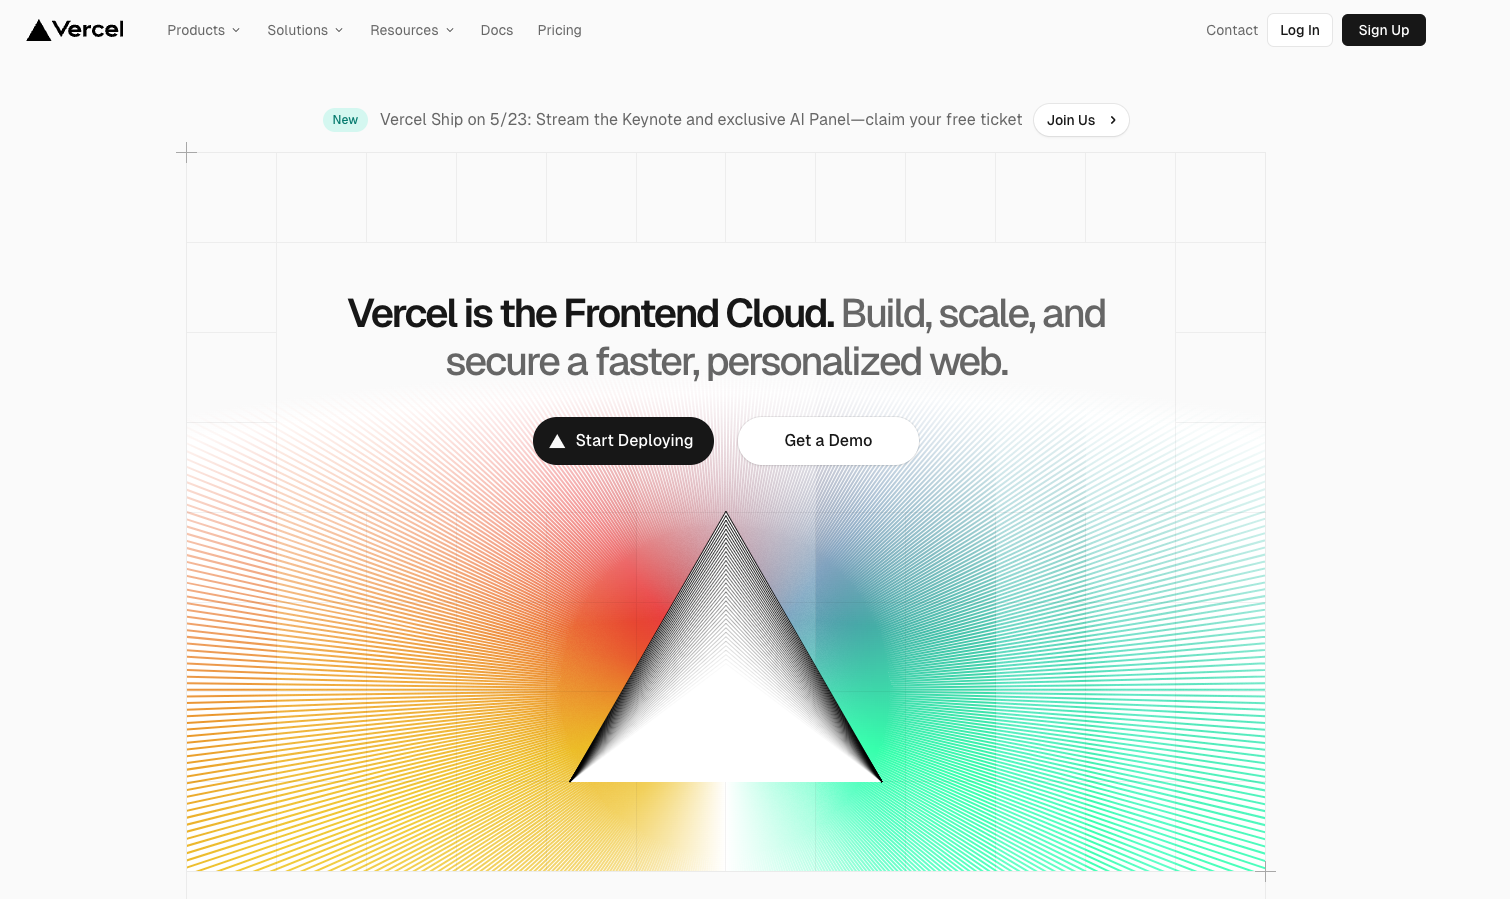 Vercel
Products
Solutions
Resources
Docs
Pricing
Contact
Log In
Sign Up
New
Vercel Ship on 5/23: Stream the Keynote and exclusive AI Panel—claim your free ticket
Join Us
Vercel is the Frontend Cloud. Build, scale, and
secure a faster, personalized web.
Start Deploying
Get a Demo